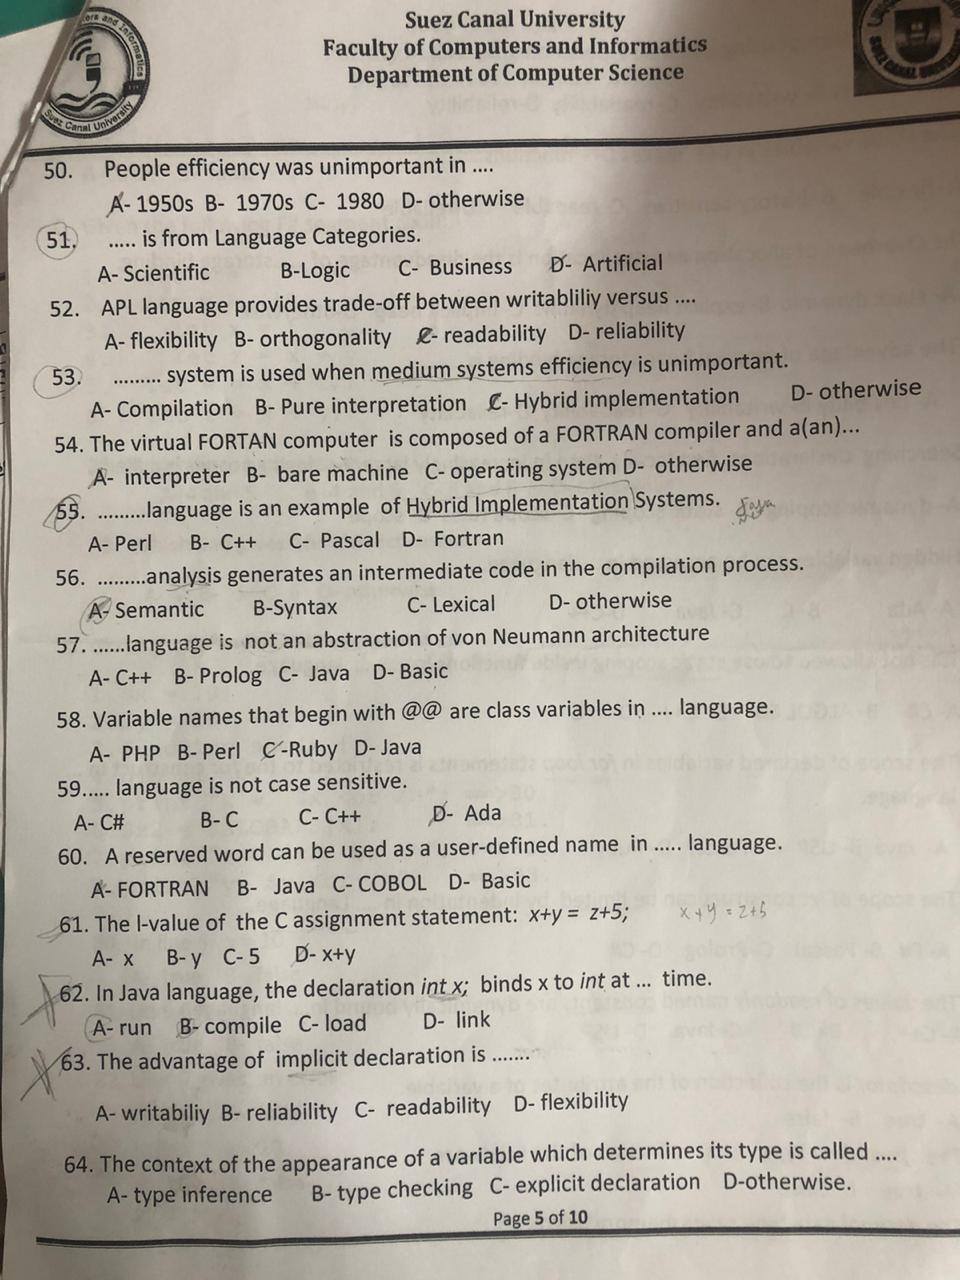 Suez Canal University
Faculty of Computers and Informatics
Department of Computer Science
Suez Canal University
50. People efficiency was unimportant in ....
A- 1950s B- 1970s C- 1980 D- otherwise
51. ..... is from Language Categories.
A- Scientific B-Logic C- Business D- Artificial
52. APL language provides trade-off between writabliliy versus ....
A- flexibility B- orthogonality C- readability D- reliability
53. ......... system is used when medium systems efficiency is unimportant.
A- Compilation B- Pure interpretation C- Hybrid implementation D- otherwise
54. The virtual FORTAN computer is composed of a FORTRAN compiler and a(an)...
A- interpreter B- bare machine C- operating system D- otherwise
55. .........language is an example of Hybrid Implementation Systems. Java
A- Perl B- C++ C- Pascal D- Fortran
56. .........analysis generates an intermediate code in the compilation process.
A- Semantic B-Syntax C- Lexical D- otherwise
57. ......language is not an abstraction of von Neumann architecture
A- C++ B- Prolog C- Java D- Basic
58. Variable names that begin with @@ are class variables in .... language.
A- PHP B- Perl C-Ruby D- Java
59..... language is not case sensitive.
A- C# B- C C- C++ D- Ada
60. A reserved word can be used as a user-defined name in ..... language.
A- FORTRAN B- Java C- COBOL D- Basic
61. The l-value of the C assignment statement: x+y = z+5; x+y = z+5
A- x B- y C- 5 D- x+y
62. In Java language, the declaration int x; binds x to int at ... time.
A- run B- compile C- load D- link
63. The advantage of implicit declaration is .......
A- writabiliy B- reliability C- readability D- flexibility
64. The context of the appearance of a variable which determines its type is called ....
A- type inference B- type checking C- explicit declaration D-otherwise.
Page 5 of 10